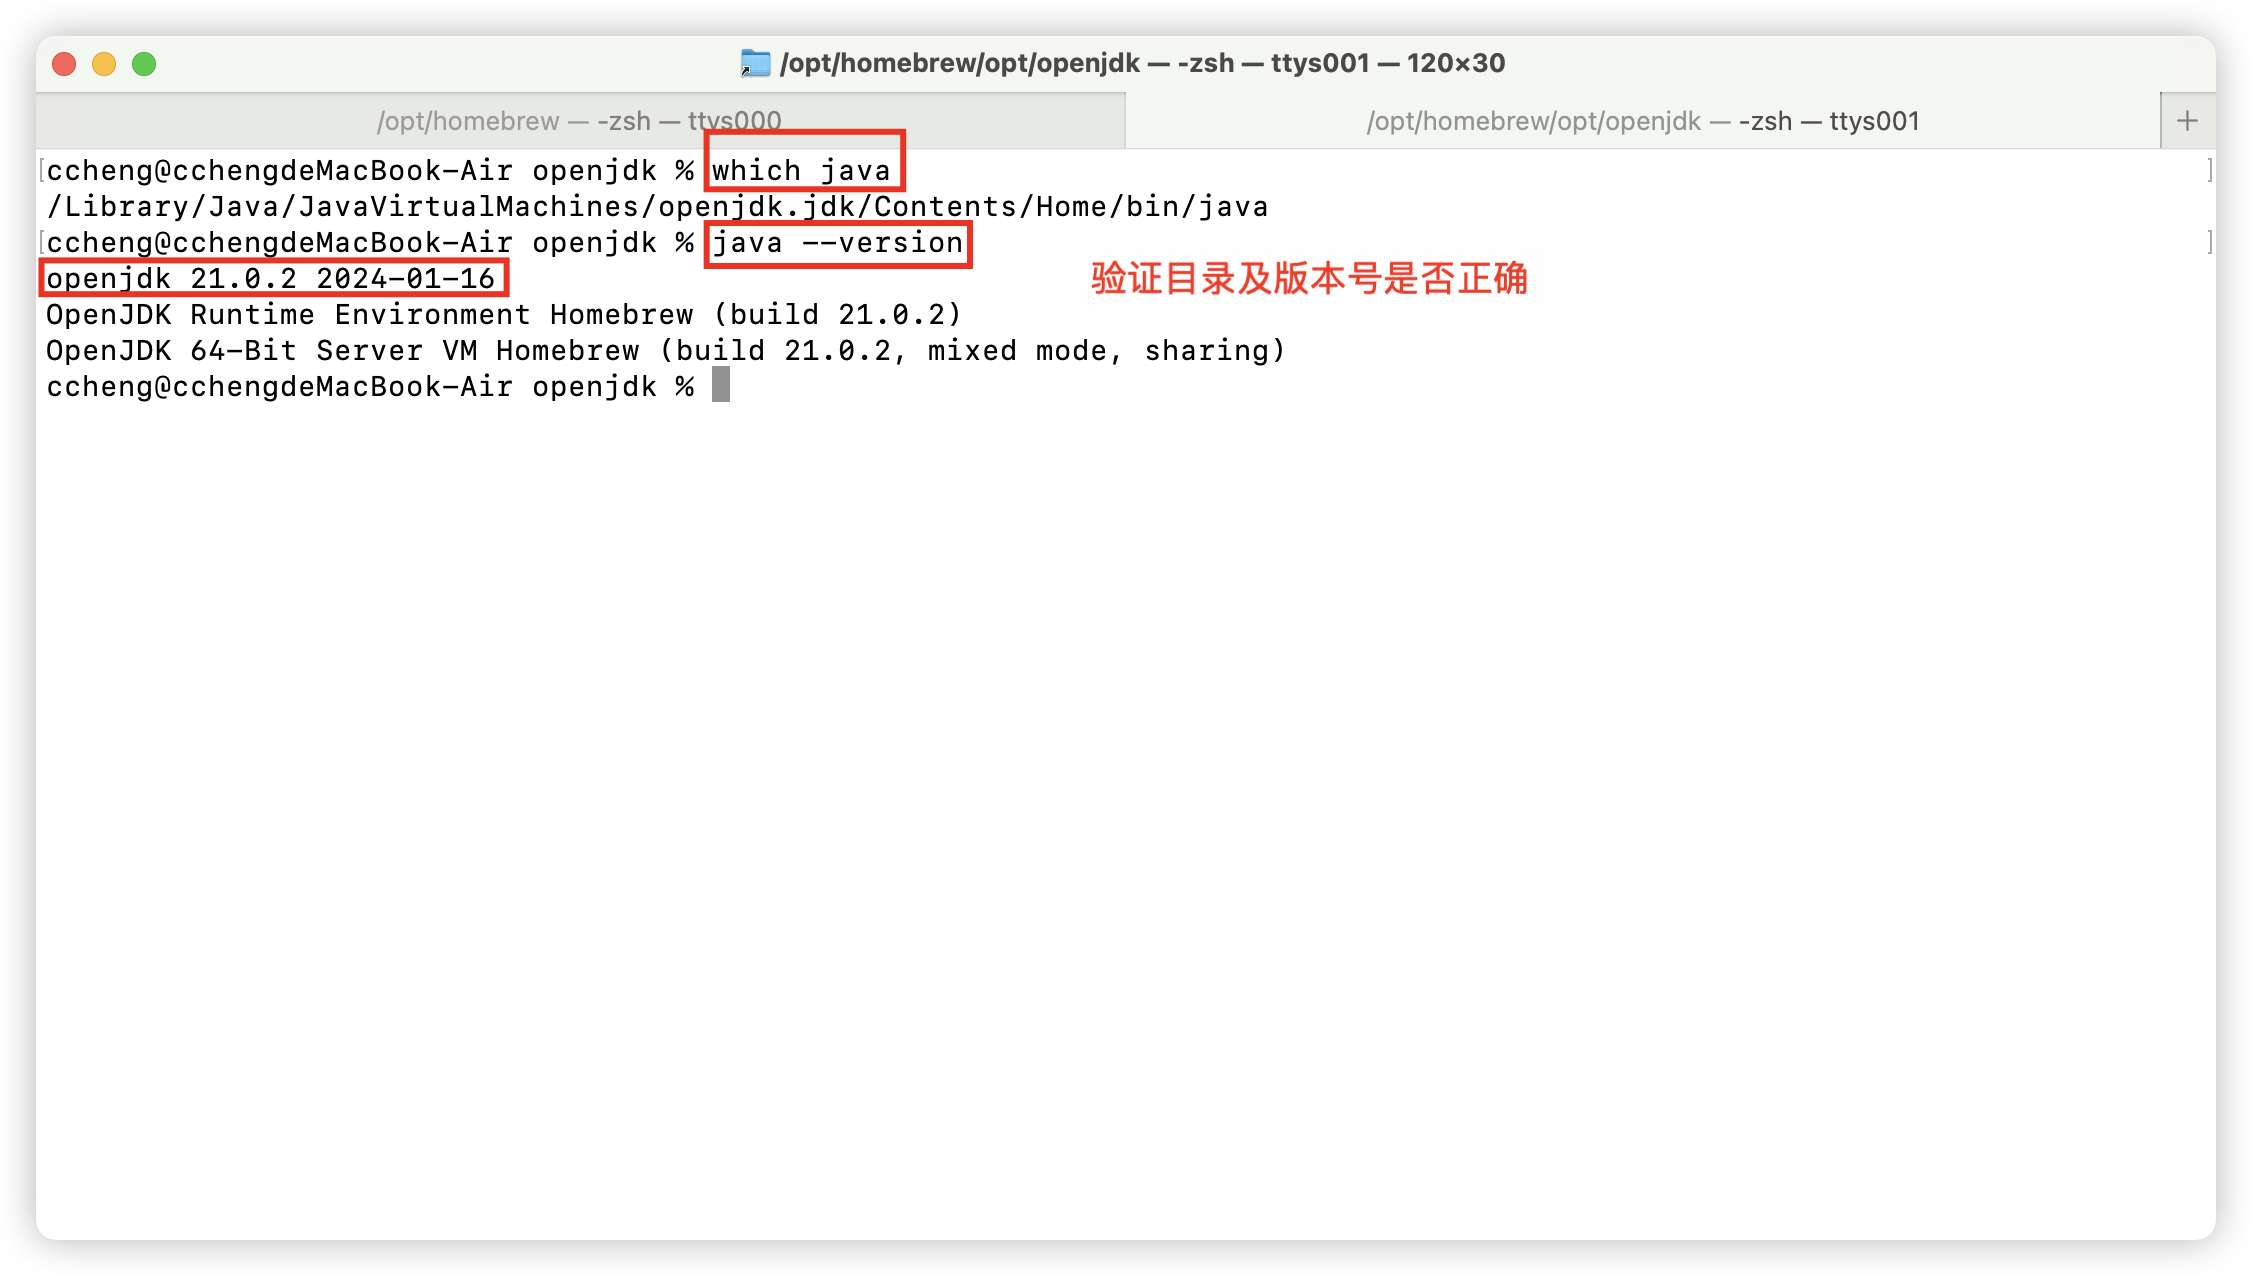 /opt/homebrew/opt/openjdk — -zsh — ttys001 — 120×30
/opt/homebrew — -zsh — ttys000
/opt/homebrew/opt/openjdk — -zsh — ttys001
+
[ccheng@cchengdeMacBook-Air openjdk % which java ]
/Library/Java/JavaVirtualMachines/openjdk.jdk/Contents/Home/bin/java
[ccheng@cchengdeMacBook-Air openjdk % java --version ]
openjdk 21.0.2 2024-01-16
验证目录及版本号是否正确
OpenJDK Runtime Environment Homebrew (build 21.0.2)
OpenJDK 64-Bit Server VM Homebrew (build 21.0.2, mixed mode, sharing)
ccheng@cchengdeMacBook-Air openjdk %